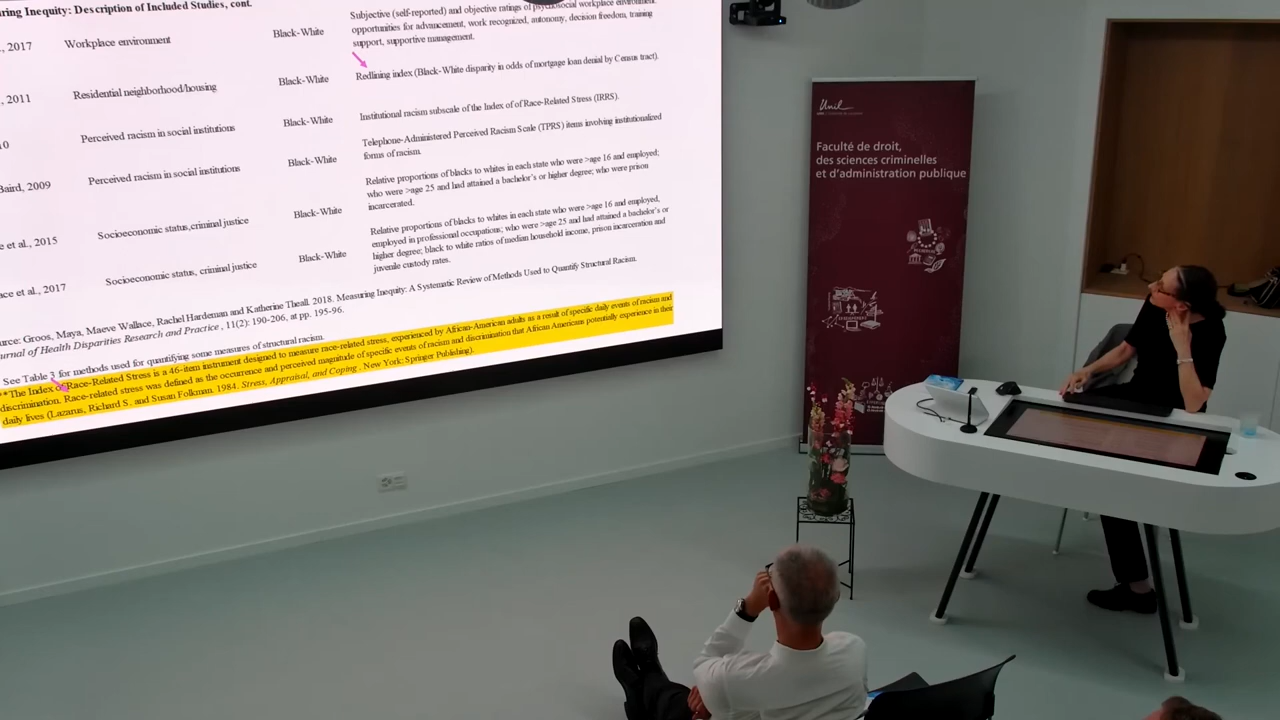 ring Inequity: Description of Included Studies, cont.
Subjective (self-reported) and objective ratings of psychosocial workplace environment
opportunities for advancement, work recognized, autonomy, decision freedom, training
support, supportive management.
, 2017 Workplace environment Black-White
Redlining index (Black-White disparity in odds of mortgage loan denial by Census tract).
, 2011 Residential neighborhood/housing Black-White
Institutional racism subscale of the Index of of Race-Related Stress (IRRS).
10 Perceived racism in social institutions Black-White
Telephone-Administered Perceived Racism Scale (TPRS) items involving institutionalized
forms of racism.
Baird, 2009 Perceived racism in social institutions Black-White
Relative proportions of blacks to whites in each state who were >age 16 and employed;
who were >age 25 and had attained a bachelor's or higher degree; who were prison
incarcerated.
e et al., 2015 Socioeconomic status,criminal justice Black-White
Relative proportions of blacks to whites in each state who were >age 16 and employed,
employed in professional occupations; who were >age 25 and had attained a bachelor's or
higher degree; black to white ratios of median household income, prison incarceration and
juvenile custody rates.
ace et al., 2017 Socioeconomic status, criminal justice Black-White
urce: Groos, Maya, Maeve Wallace, Rachel Hardeman and Katherine Theall. 2018. Measuring Inequity: A Systematic Review of Methods Used to Quantify Structural Racism.
urnal of Health Disparities Research and Practice , 11(2): 190-206, at pp. 195-96.
See Table 3 for methods used for quantifying some measures of structural racism.
**The Index of Race-Related Stress is a 46-item instrument designed to measure race-related stress, experienced by African-American adults as a result of specific daily events of racism and
discrimination. Race-related stress was defined as the occurrence and perceived magnitude of specific events of racism and discrimination that African Americans potentially experience in their
daily lives (Lazarus, Richard S. and Susan Folkman. 1984. Stress, Appraisal, and Coping . New York: Springer Publishing).
Unil
Faculté de droit,
des sciences criminelles
et d'administration publique